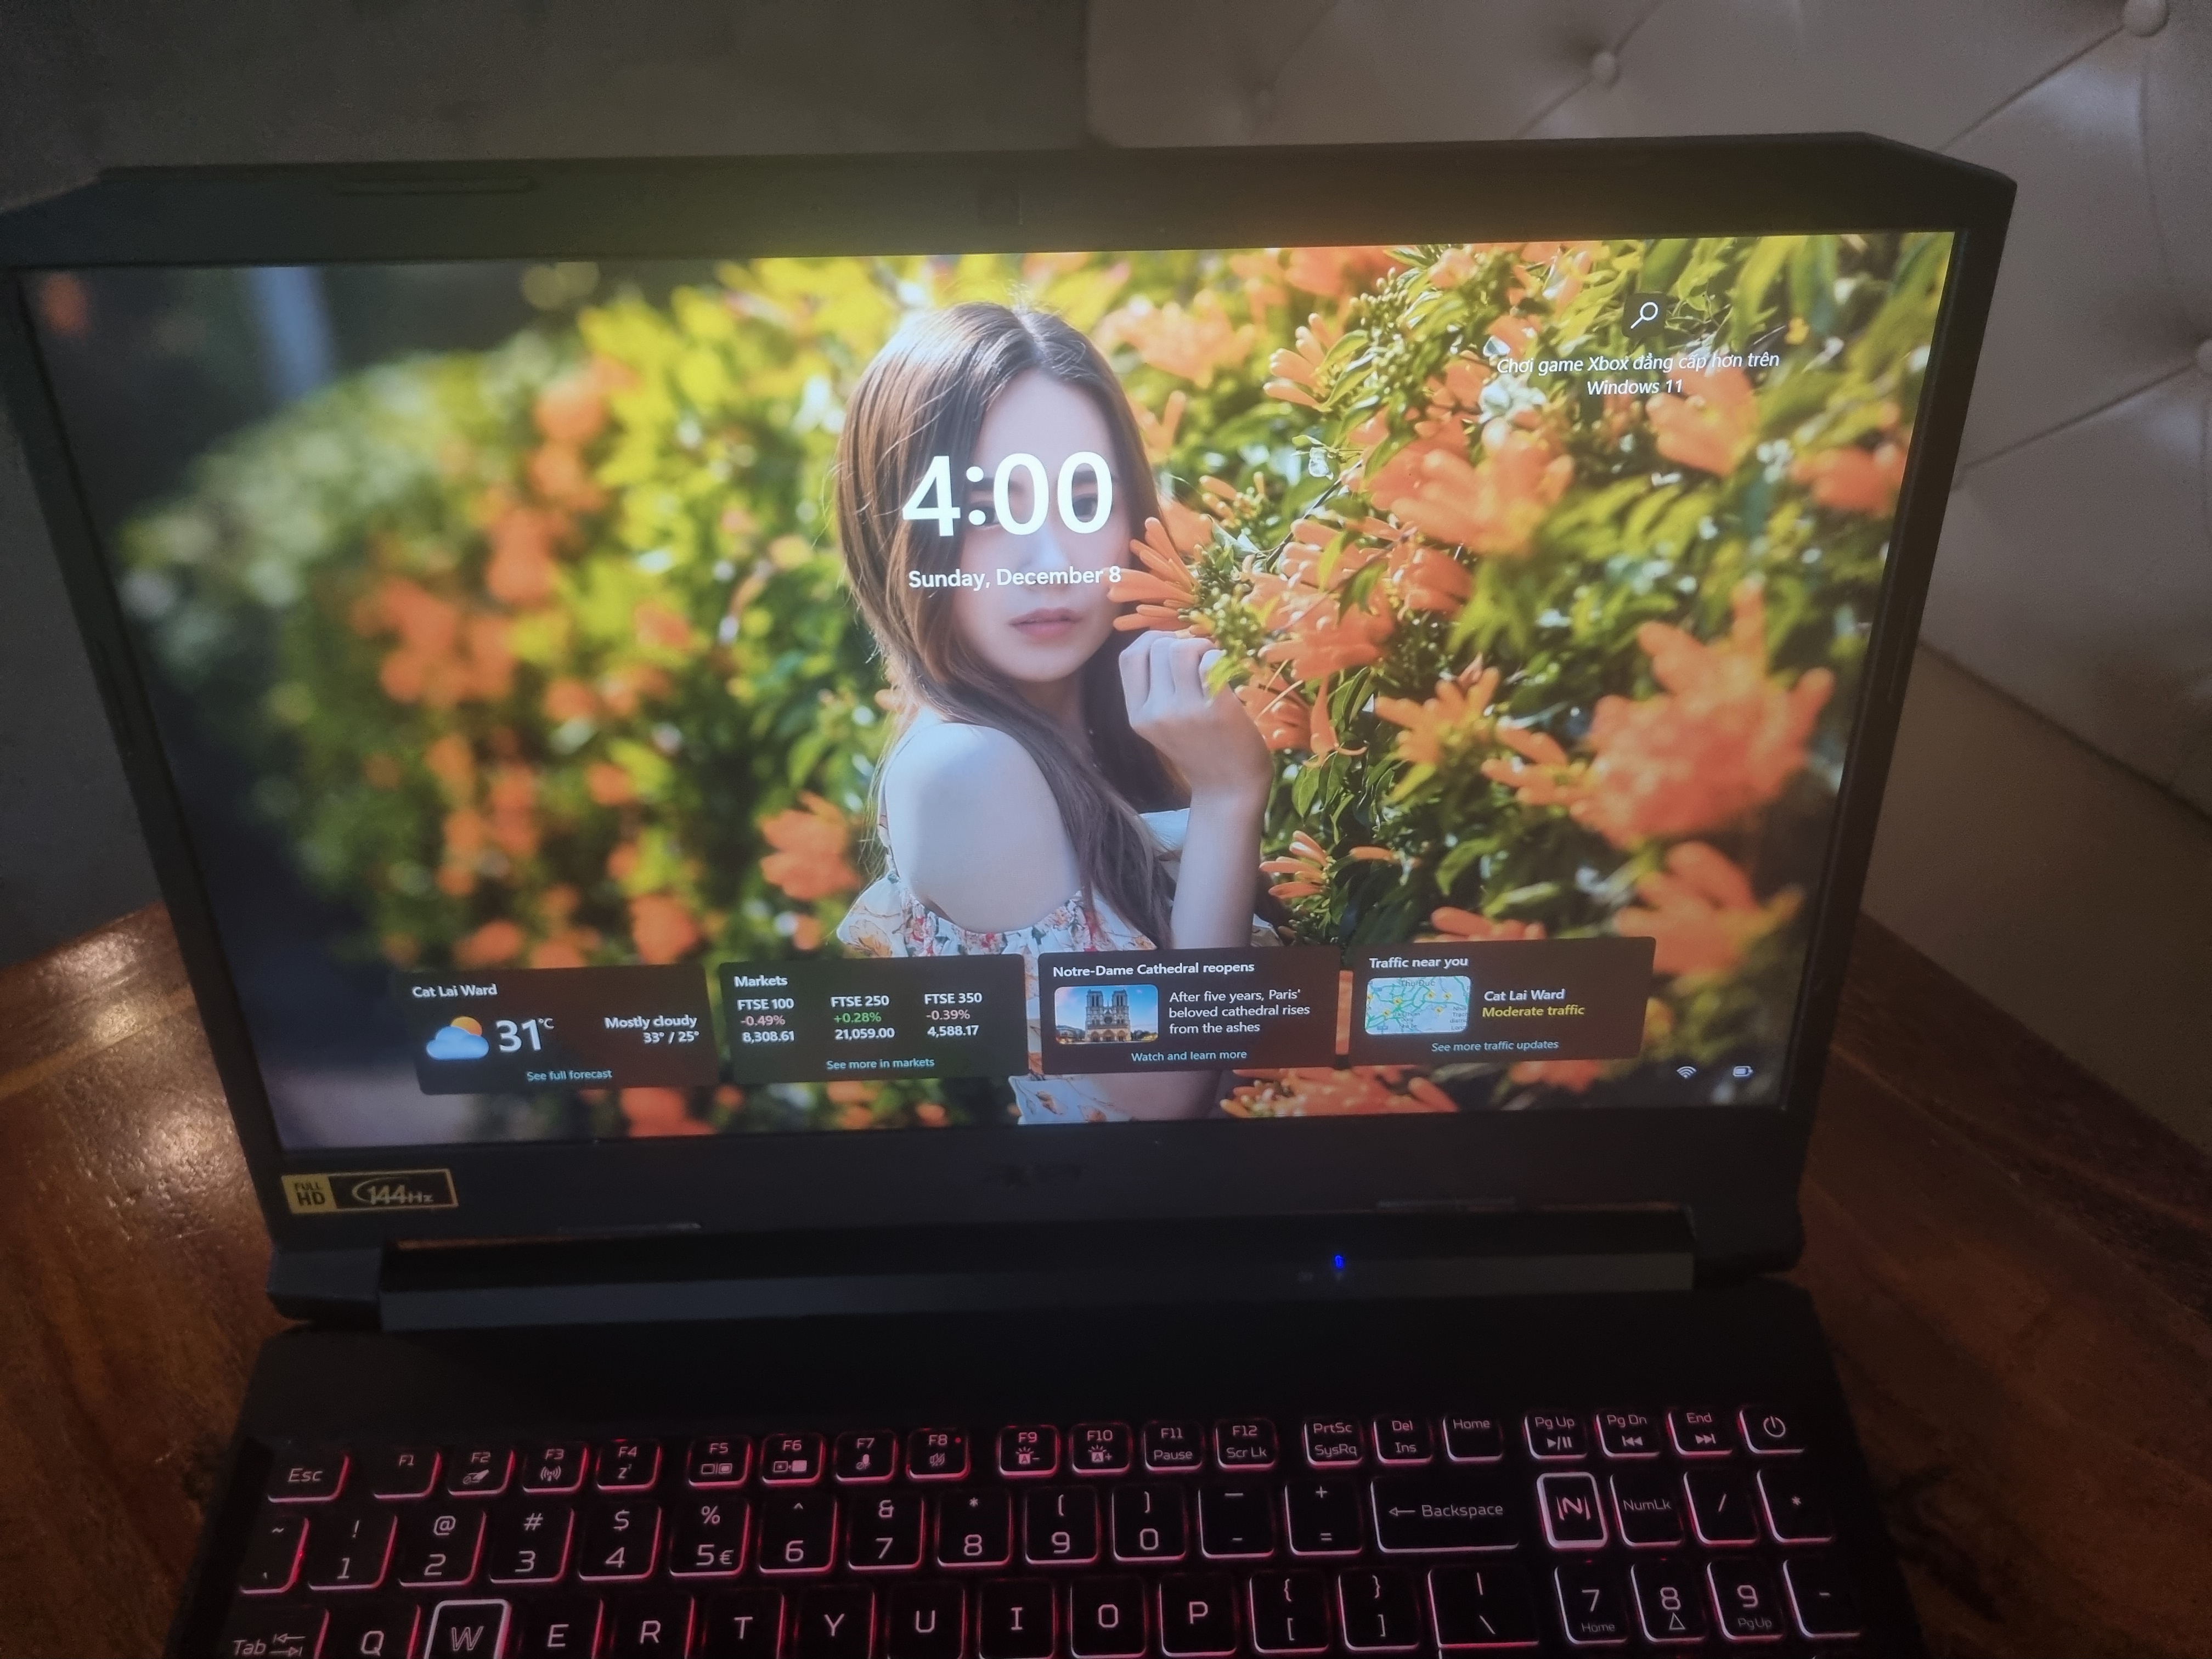 Chơi game Xbox đẳng cấp hơn trên
Windows 11
4:00
Sunday, December 8
Cat Lai Ward
31°C
Mostly cloudy
33° / 25°
See full forecast
Markets
FTSE 100
-0.49%
8,308.61
FTSE 250
+0.28%
21,059.00
FTSE 350
-0.39%
4,588.17
See more in markets
Notre-Dame Cathedral reopens
After five years, Paris'
beloved cathedral rises
from the ashes
Watch and learn more
Traffic near you
Cat Lai Ward
Moderate traffic
See more traffic updates
FULL
HD
144Hz
Esc F1 F2 F3 F4 F5 F6 F7 F8 F9 F10 F11 F12 PrtSc Del Home Pg Up Pg Dn End
zᶻ A- A+ Pause Scr Lk SysRq Ins
~ ! @ # $ % ^ & * ( ) — + ← Backspace N NumLk / *
1 2 3 4 5 € 6 7 8 9 0 - =
Tab Q W E R T Y U I O P { [ } ] | \ 7 8 9 -
Home PgUp